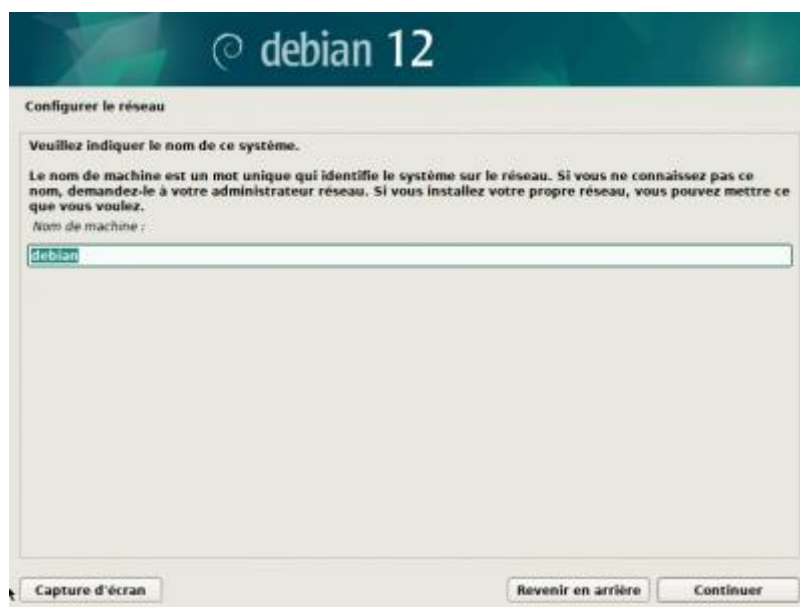 debian 12
Configurer le réseau
Veuillez indiquer le nom de ce système.
Le nom de machine est un mot unique qui identifie le système sur le réseau. Si vous ne connaissez pas ce
nom, demandez-le à votre administrateur réseau. Si vous installez votre propre réseau, vous pouvez mettre ce
que vous voulez.
Nom de machine :
debian
Capture d'écran
Revenir en arrière
Continuer